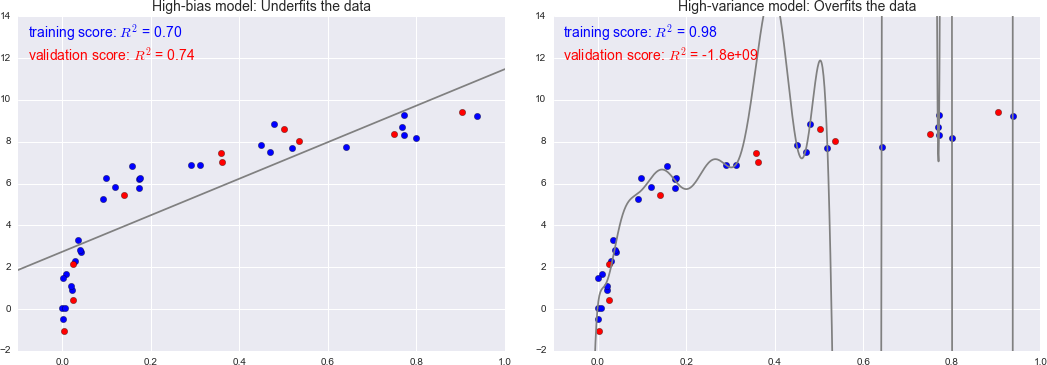 High-bias model: Underfits the data
training score: R² = 0.70
validation score: R² = 0.74
14
12
10
8
6
4
2
0
−2
0.0 0.2 0.4 0.6 0.8 1.0
High-variance model: Overfits the data
training score: R² = 0.98
validation score: R² = -1.8e+09
14
12
10
8
6
4
2
0
−2
0.0 0.2 0.4 0.6 0.8 1.0